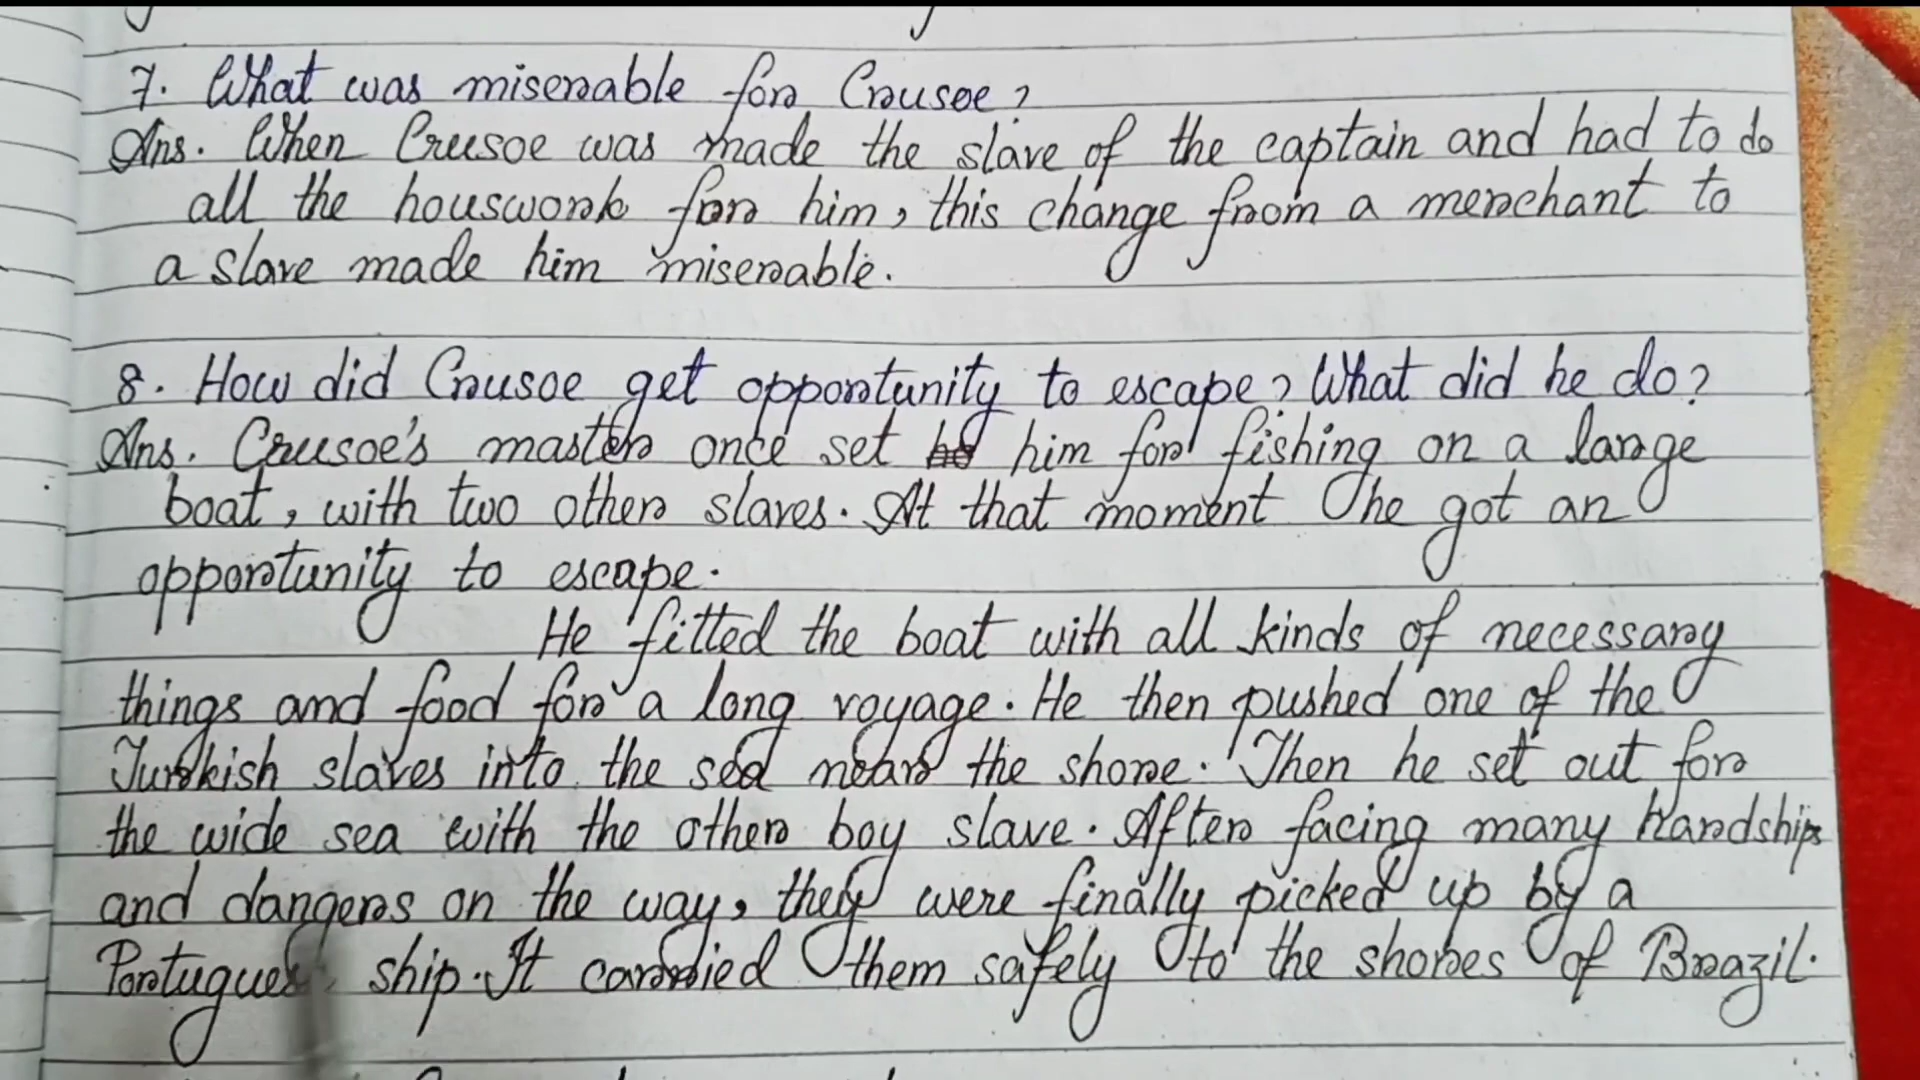 7. What was miserable for Crusoe?
Ans. When Crusoe was made the slave of the captain and had to do
all the houswork for him, this change from a merchant to
a slave made him miserable.
8. How did Crusoe get opportunity to escape? What did he do?
Ans. Crusoe's master once set him for fishing on a large
boat, with two other slaves. At that moment he got an
opportunity to escape.
He fitted the boat with all kinds of necessary
things and food for a long voyage. He then pushed one of the
Turkish slaves into the sea near the shore. Then he set out for
the wide sea with the other boy slave. After facing many hardships
and dangers on the way, they were finally picked up by a
ship. It carried them safely to the shores of Brazil.